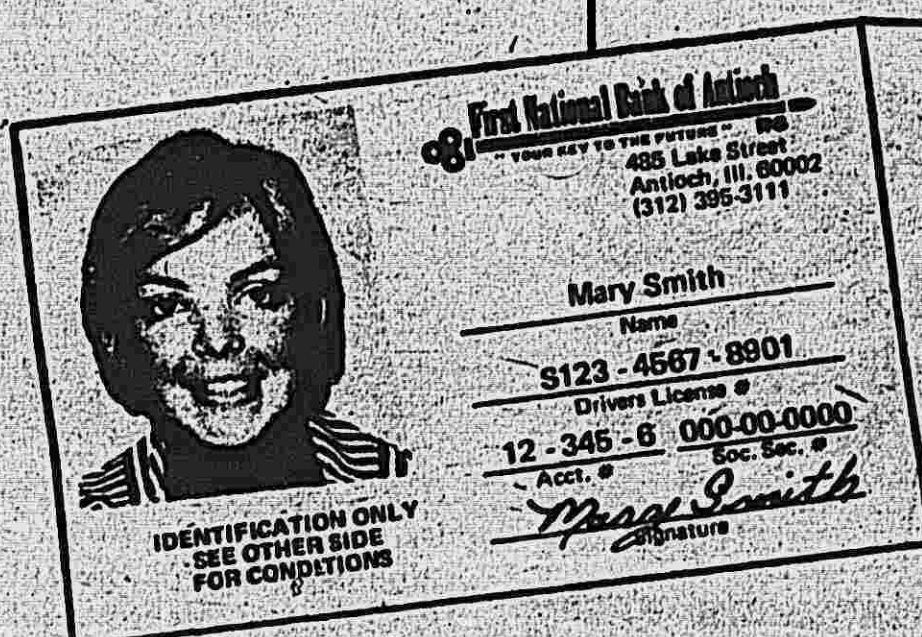 First National Bank of Antioch
"YOUR KEY TO THE FUTURE"
485 Lake Street
Antioch, Ill. 60002
(312) 395-3111
Mary Smith
Name
S123 - 4567 - 8901
Drivers License #
12 - 345 - 6 000-00-0000
Acct. # Soc. Sec. #
Mary Smith
Signature
IDENTIFICATION ONLY
SEE OTHER SIDE
FOR CONDITIONS